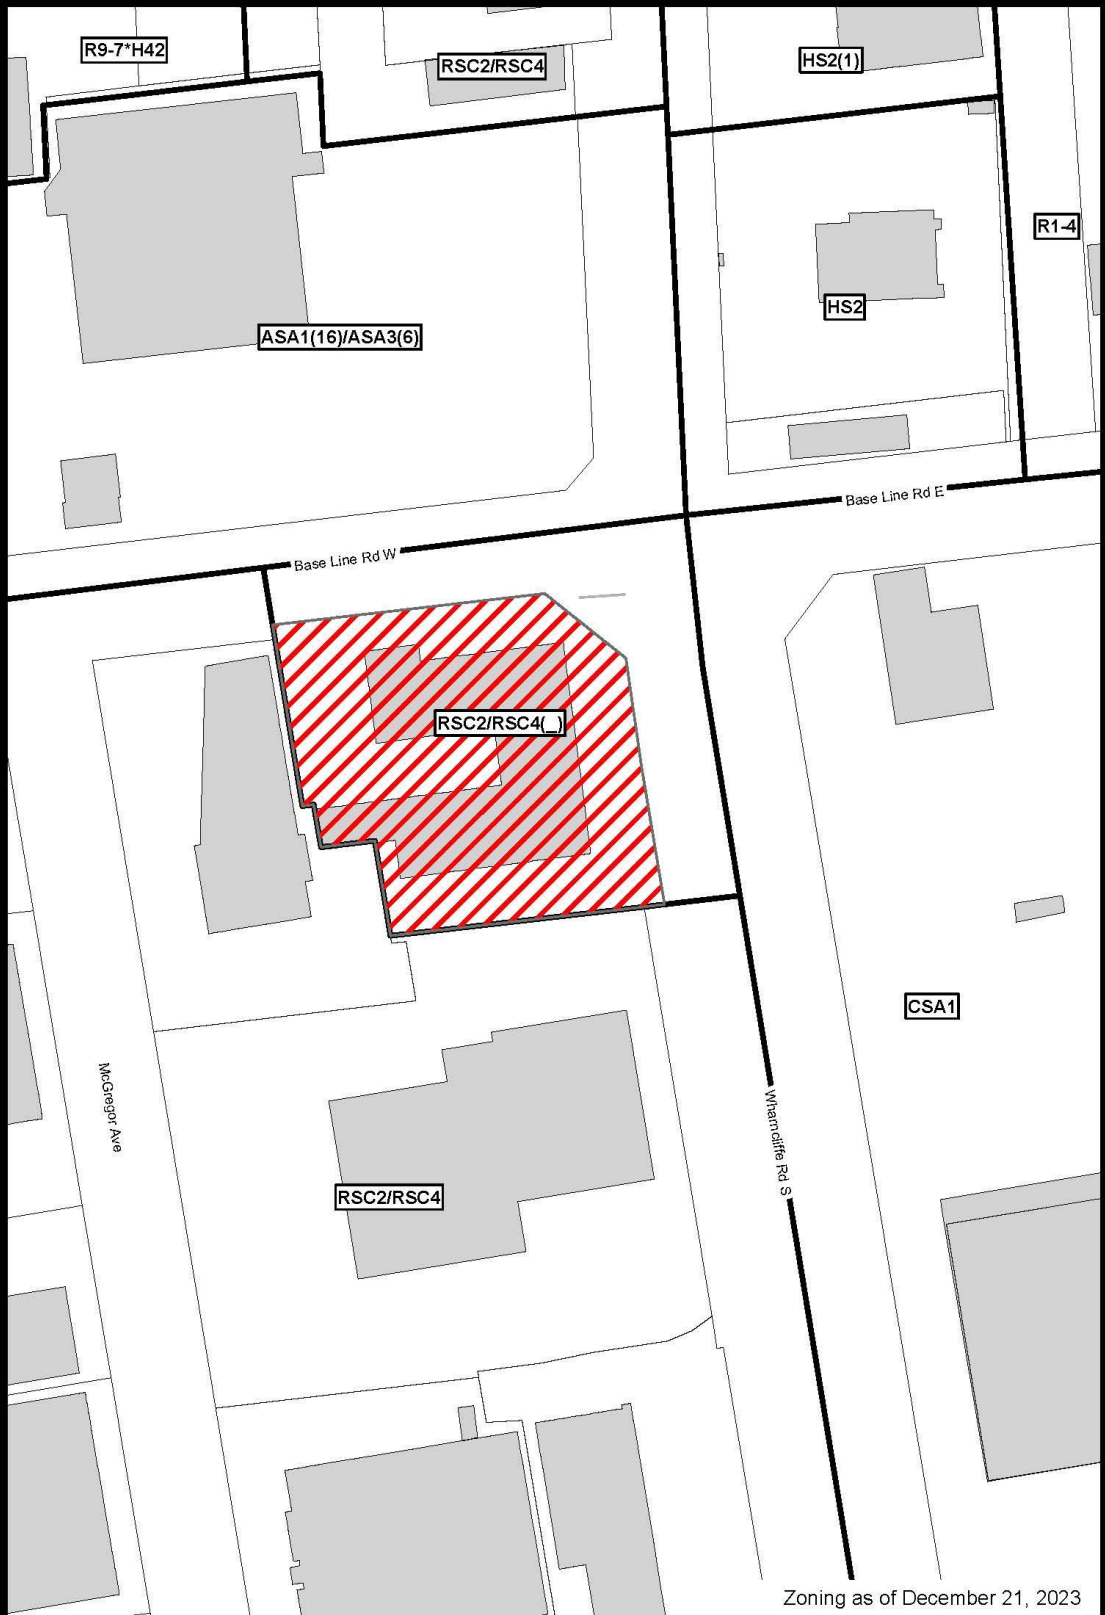 R9-7*H42
RSC2/RSC4
HS2(1)
R1-4
HS2
ASA1(16)/ASA3(6)
Base Line Rd E
Base Line Rd W
RSC2/RSC4(_)
CSA1
McGregor Ave
Wharncliffe Rd S
RSC2/RSC4
Zoning as of December 21, 2023